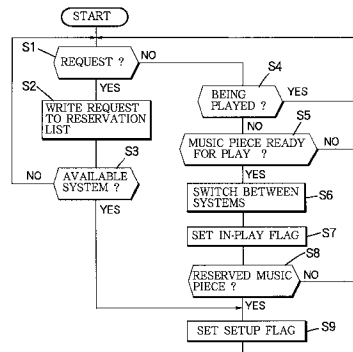 START
S1
REQUEST ?
NO
YES
S2
WRITE REQUEST
TO RESERVATION
LIST
S3
AVAILABLE
SYSTEM ?
NO
YES
S4
BEING
PLAYED ?
YES
NO
S5
MUSIC PIECE READY
FOR PLAY ?
NO
YES
SWITCH BETWEEN
SYSTEMS
S6
S7
SET IN-PLAY FLAG
S8
RESERVED MUSIC
PIECE ?
NO
YES
S9
SET SETUP FLAG